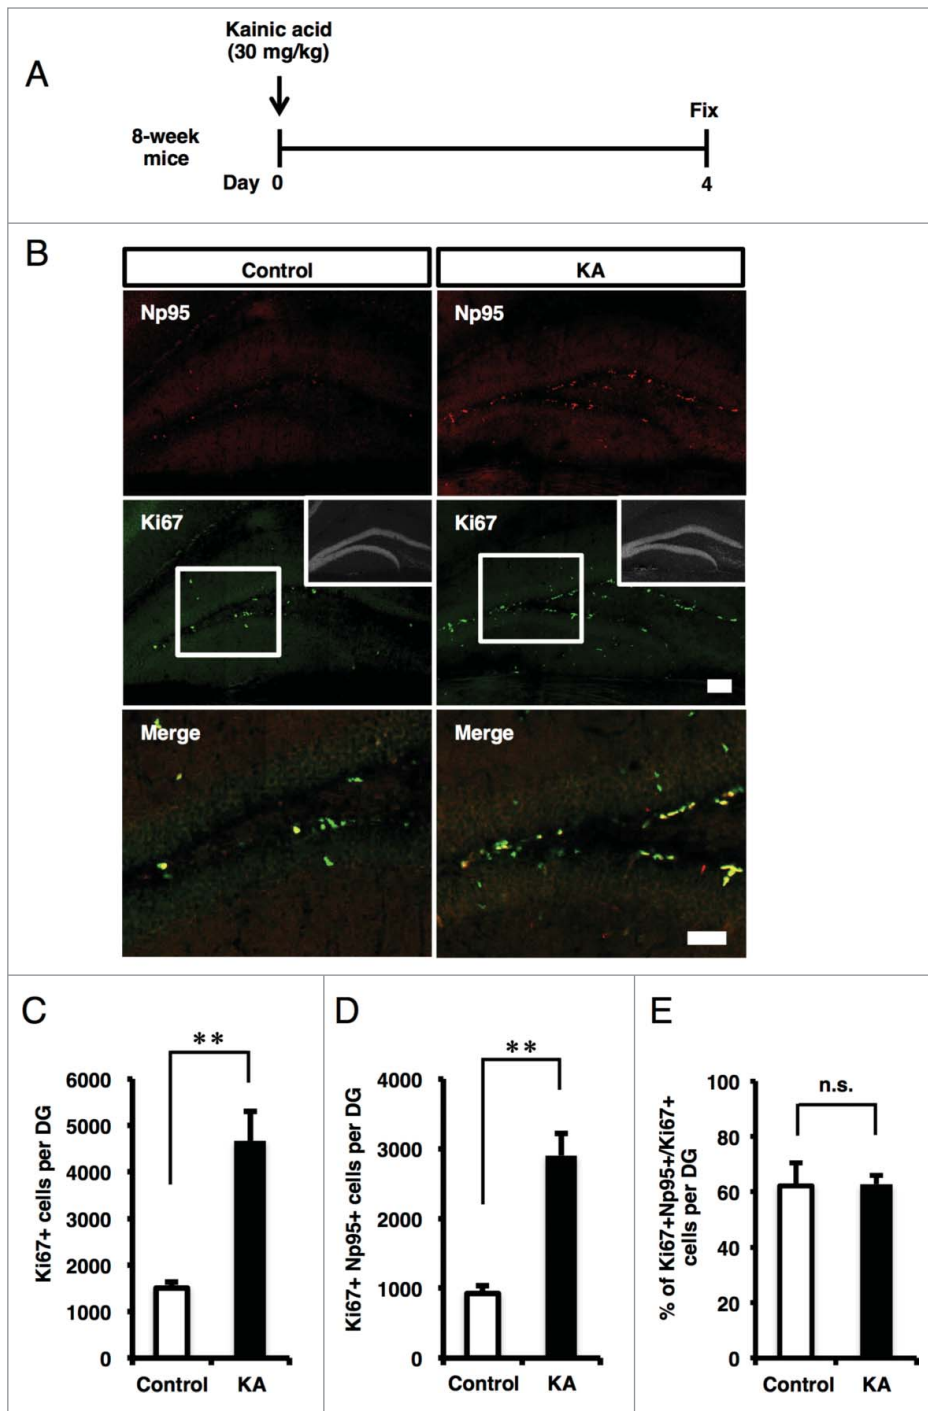 A
Kainic acid
(30 mg/kg)
Fix
8-week
mice
Day 0
4
B
Control
KA
Np95
Np95
Ki67
Ki67
Merge
Merge
C
**
Ki67+ cells per DG
6000
5000
4000
3000
2000
1000
0
Control
KA
D
**
Ki67+ Np95+ cells per DG
4000
3000
2000
1000
0
Control
KA
E
n.s.
% of Ki67+Np95+/Ki67+
cells per DG
100
80
60
40
20
0
Control
KA